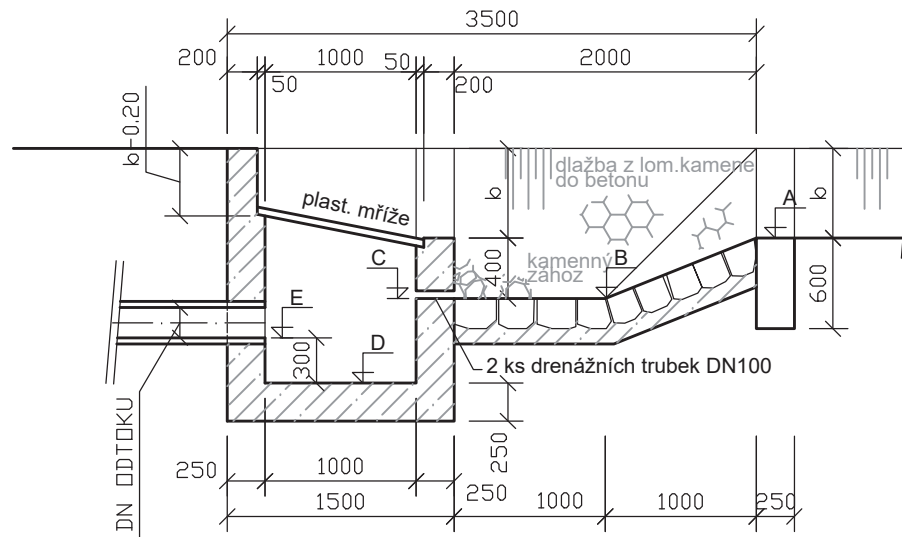 3500
200
1000
50
2000
50
200
b-0.20
dlažba z lom.kamene
do betonu
b
b
A
plast. mříže
C
kamenný
zához
400
B
600
E
D
300
2 ks drenážních trubek DN100
DN ODTOKU
250
1000
250
250
1500
1000
1000
250